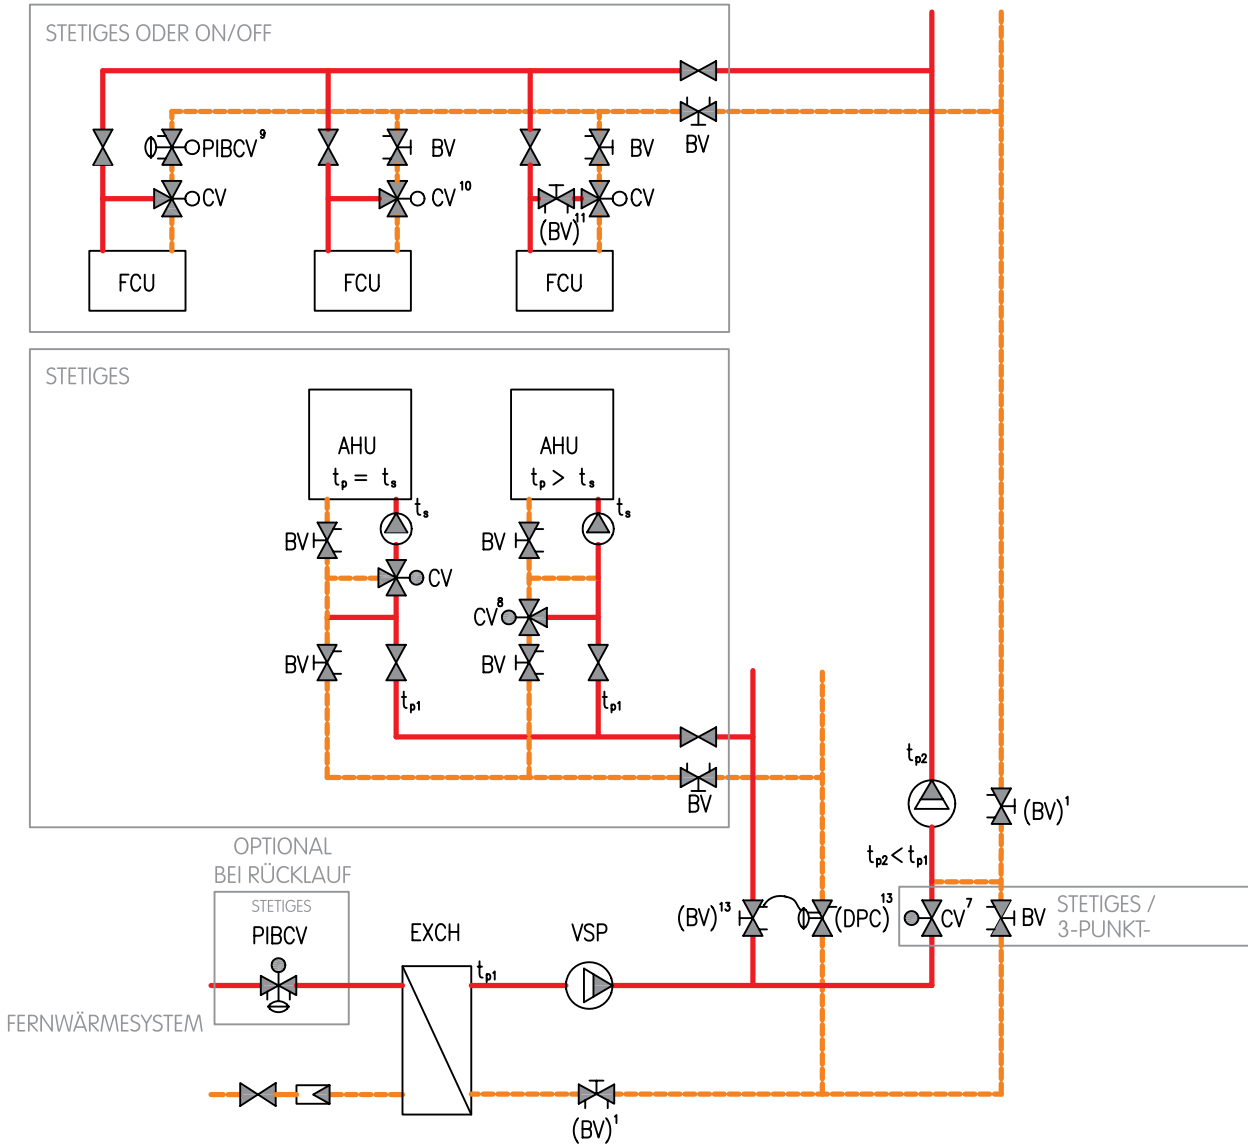 STETIGES ODER ON/OFF
BV
PIBCV⁹
BV
BV
CV
CV¹⁰
CV
(BV)¹¹
FCU
FCU
FCU
STETIGES
AHU
tₚ = tₛ
AHU
tₚ > tₛ
tₛ
tₛ
BV
BV
CV
CV⁸
BV
BV
tₚ₁
tₚ₁
BV
tₚ₂
(BV)¹
tₚ₂ < tₚ₁
OPTIONAL
BEI RÜCKLAUF
STETIGES
PIBCV
EXCH
VSP
(BV)¹³
(DPC)¹³
CV⁷
BV
STETIGES /
3-PUNKT-
tₚ₁
FERNWÄRMESYSTEM
(BV)¹